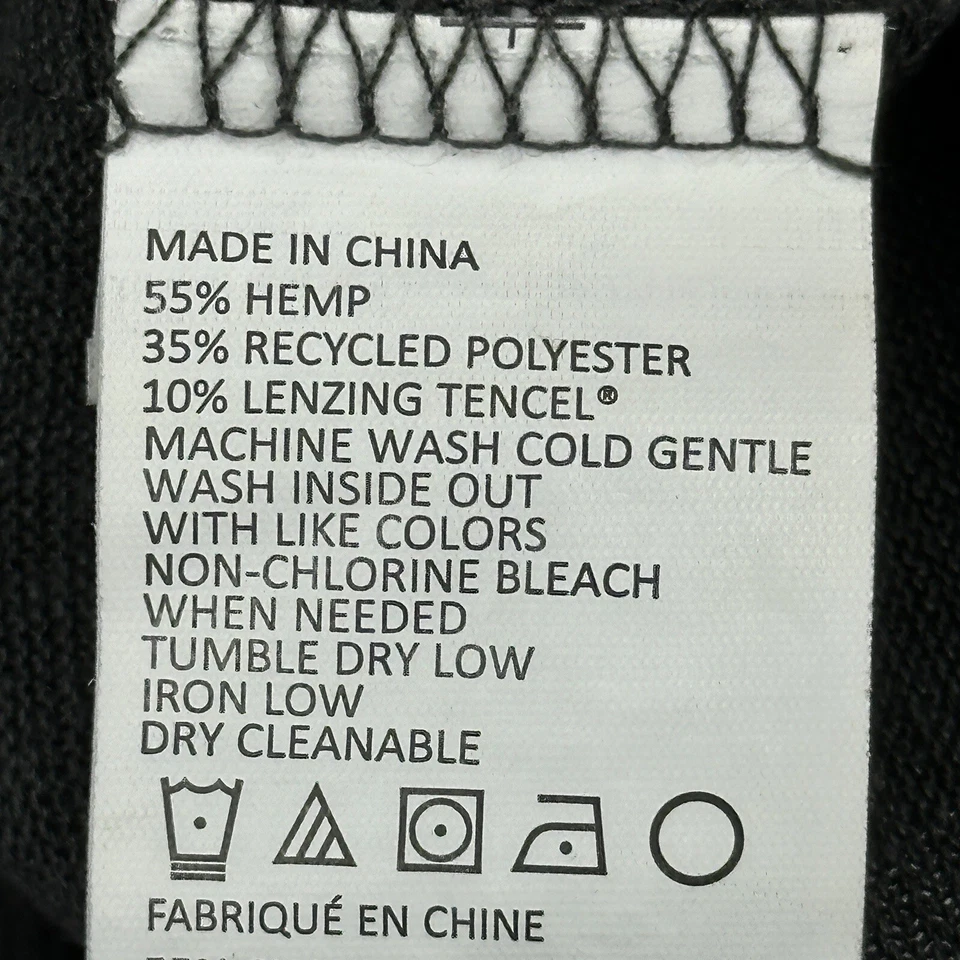 MADE IN CHINA
55% HEMP
35% RECYCLED POLYESTER
10% LENZING TENCEL®
MACHINE WASH COLD GENTLE
WASH INSIDE OUT
WITH LIKE COLORS
NON-CHLORINE BLEACH
WHEN NEEDED
TUMBLE DRY LOW
IRON LOW
DRY CLEANABLE
FABRIQUÉ EN CHINE